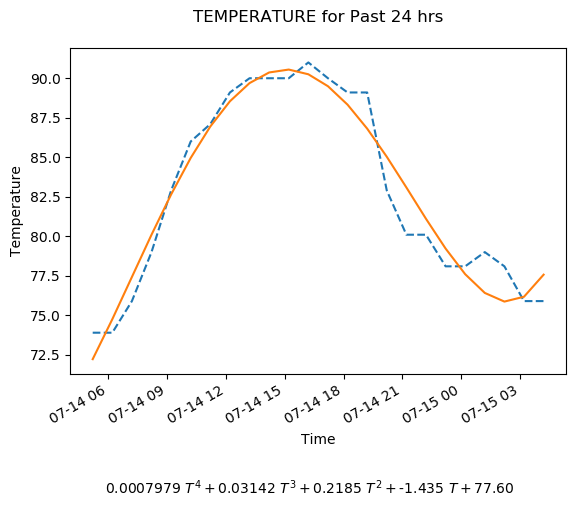 TEMPERATURE for Past 24 hrs
90.0
87.5
85.0
82.5
80.0
77.5
75.0
72.5
Temperature
07-14 06 07-14 09 07-14 12 07-14 15 07-14 18 07-14 21 07-15 00 07-15 03
Time
0.0007979 T⁴ + 0.03142 T³ + 0.2185 T² + -1.435 T + 77.60